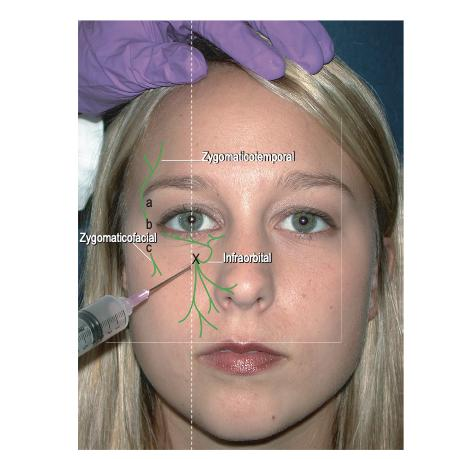 Zygomaticotemporal
a
b
Zygomaticofacial
c
X
Infraorbital